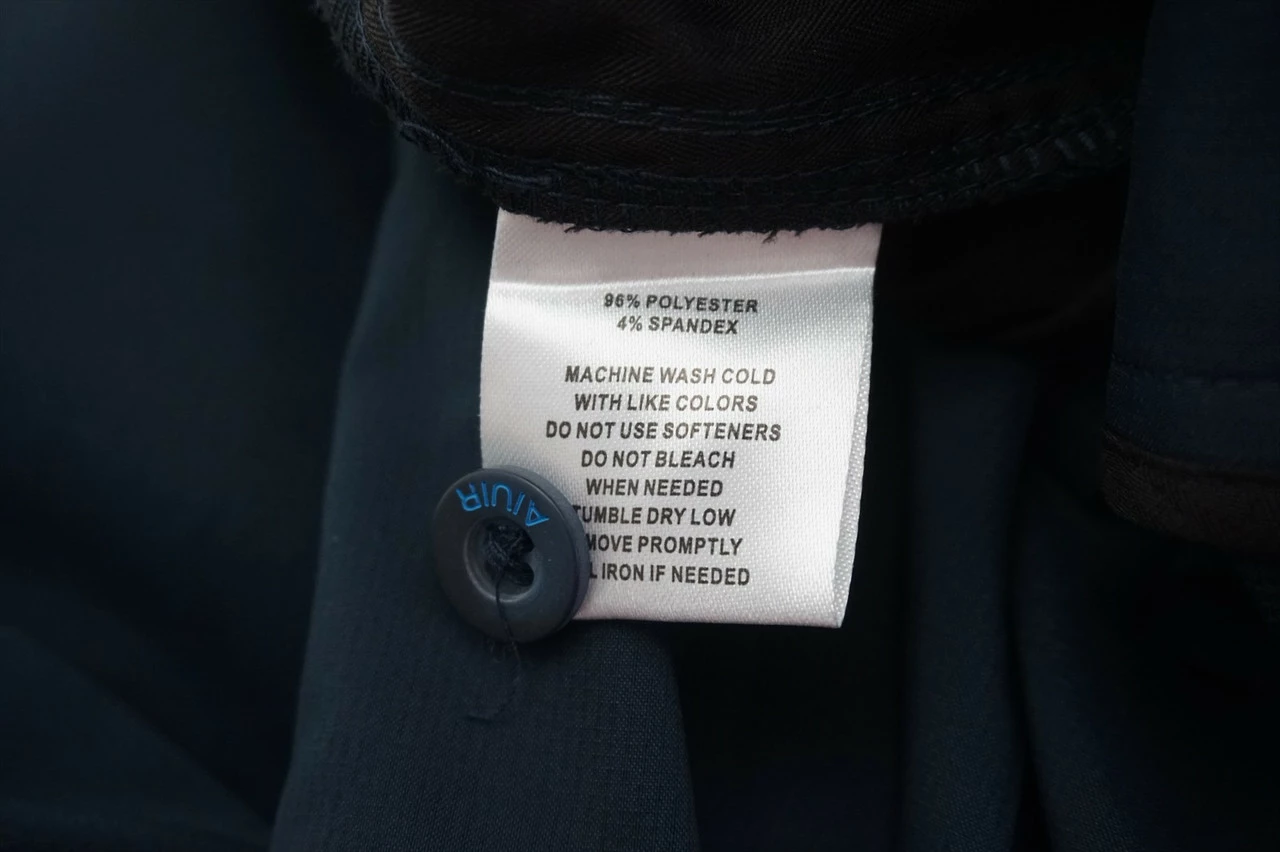 96% POLYESTER
4% SPANDEX
MACHINE WASH COLD
WITH LIKE COLORS
DO NOT USE SOFTENERS
DO NOT BLEACH
WHEN NEEDED
TUMBLE DRY LOW
MOVE PROMPTLY
L IRON IF NEEDED